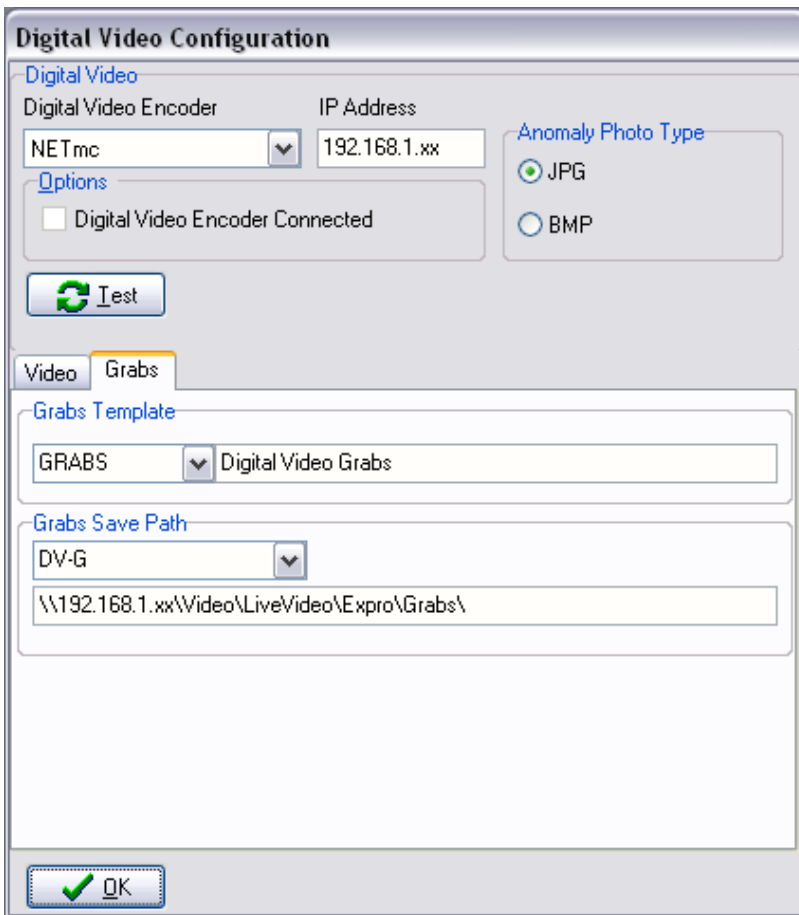 Digital Video Configuration
Digital Video
Digital Video Encoder
IP Address
NETmc
192.168.1.xx
Anomaly Photo Type
JPG
BMP
Options
Digital Video Encoder Connected
Test
Video
Grabs
Grabs Template
GRABS
Digital Video Grabs
Grabs Save Path
DV-G
\\192.168.1.xx\Video\LiveVideo\Expro\Grabs\
OK